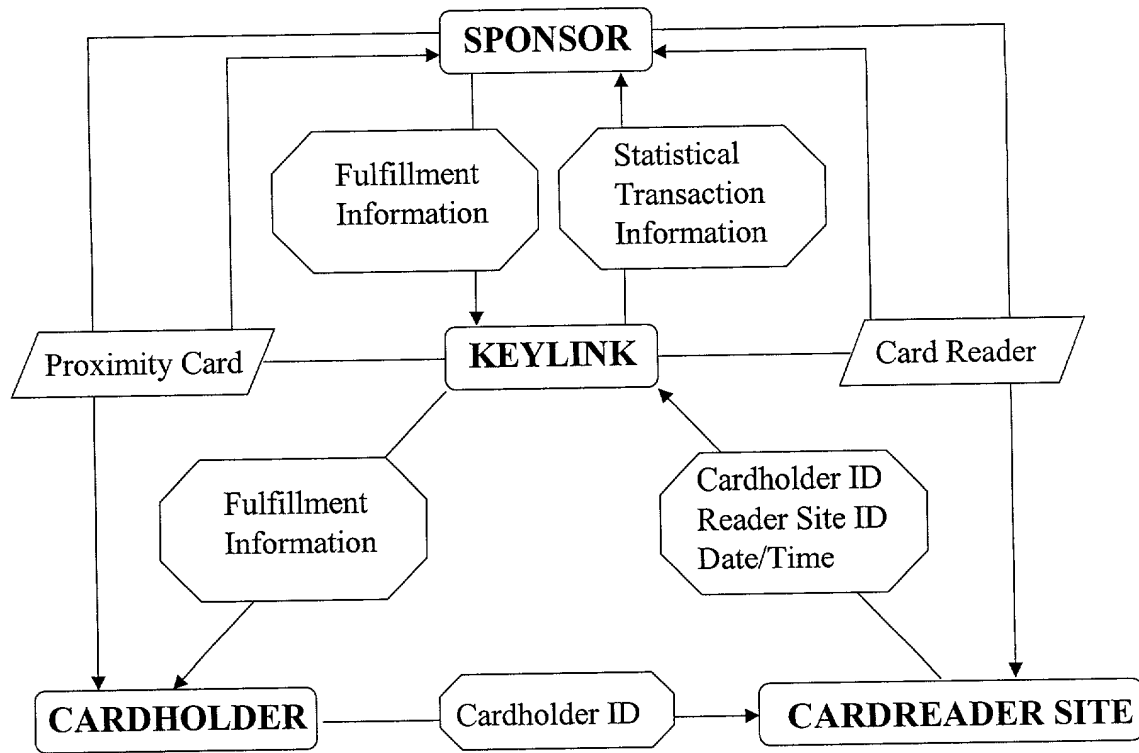 SPONSOR
Fulfillment
Information
Statistical
Transaction
Information
Proximity Card
KEYLINK
Card Reader
Fulfillment
Information
Cardholder ID
Reader Site ID
Date/Time
CARDHOLDER
Cardholder ID
CARDREADER SITE